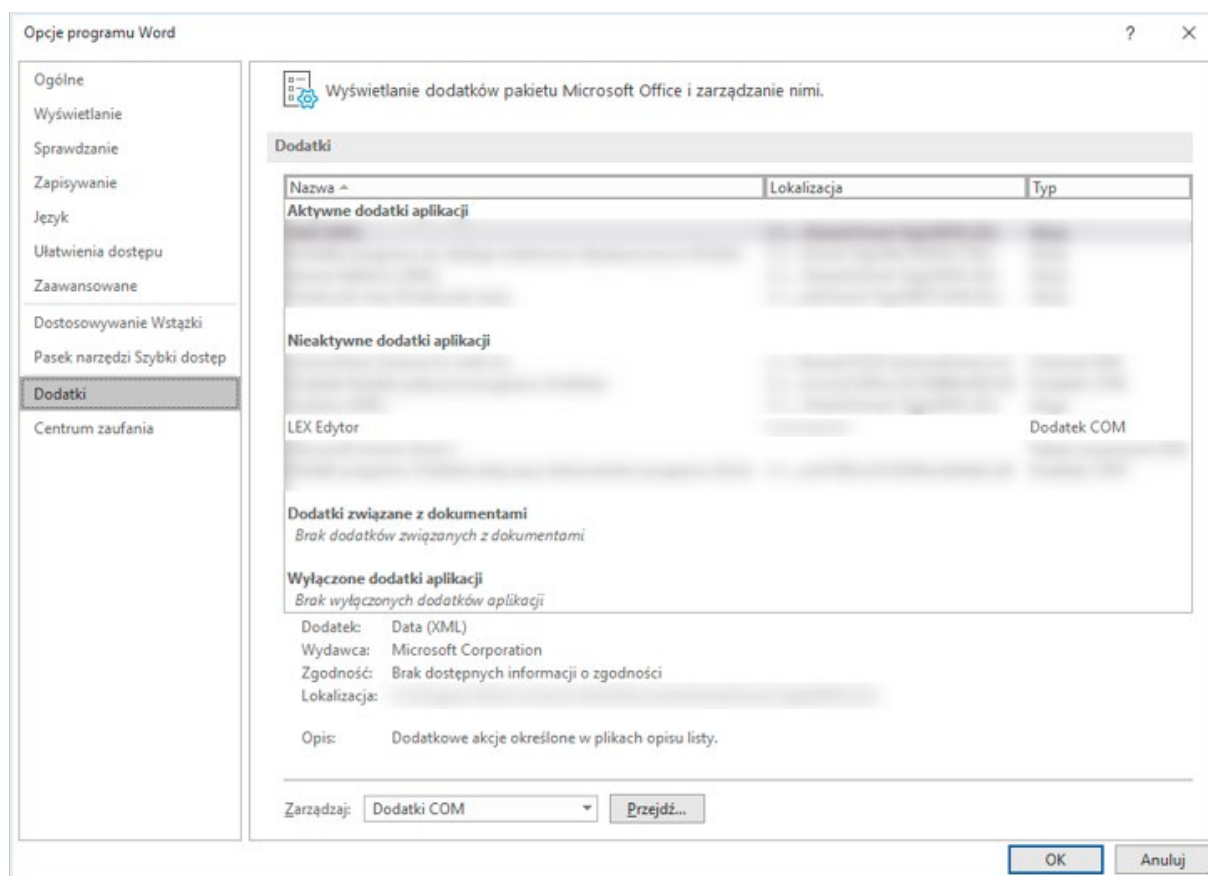 Opcje programu Word
?
Ogólne
Wyświetlanie
Sprawdzanie
Zapisywanie
Język
Ułatwienia dostępu
Zaawansowane
Dostosowywanie Wstążki
Pasek narzędzi Szybki dostęp
Dodatki
Centrum zaufania
Wyświetlanie dodatków pakietu Microsoft Office i zarządzanie nimi.
Dodatki
Nazwa Lokalizacja Typ
Aktywne dodatki aplikacji
Nieaktywne dodatki aplikacji
LEX Edytor Dodatek COM
Dodatki związane z dokumentami
Brak dodatków związanych z dokumentami
Wyłączone dodatki aplikacji
Brak wyłączonych dodatków aplikacji
Dodatek: Data (XML)
Wydawca: Microsoft Corporation
Zgodność: Brak dostępnych informacji o zgodności
Lokalizacja:
Opis: Dodatkowe akcje określone w plikach opisu listy.
Zarządzaj: Dodatki COM Przejdź...
OK Anuluj